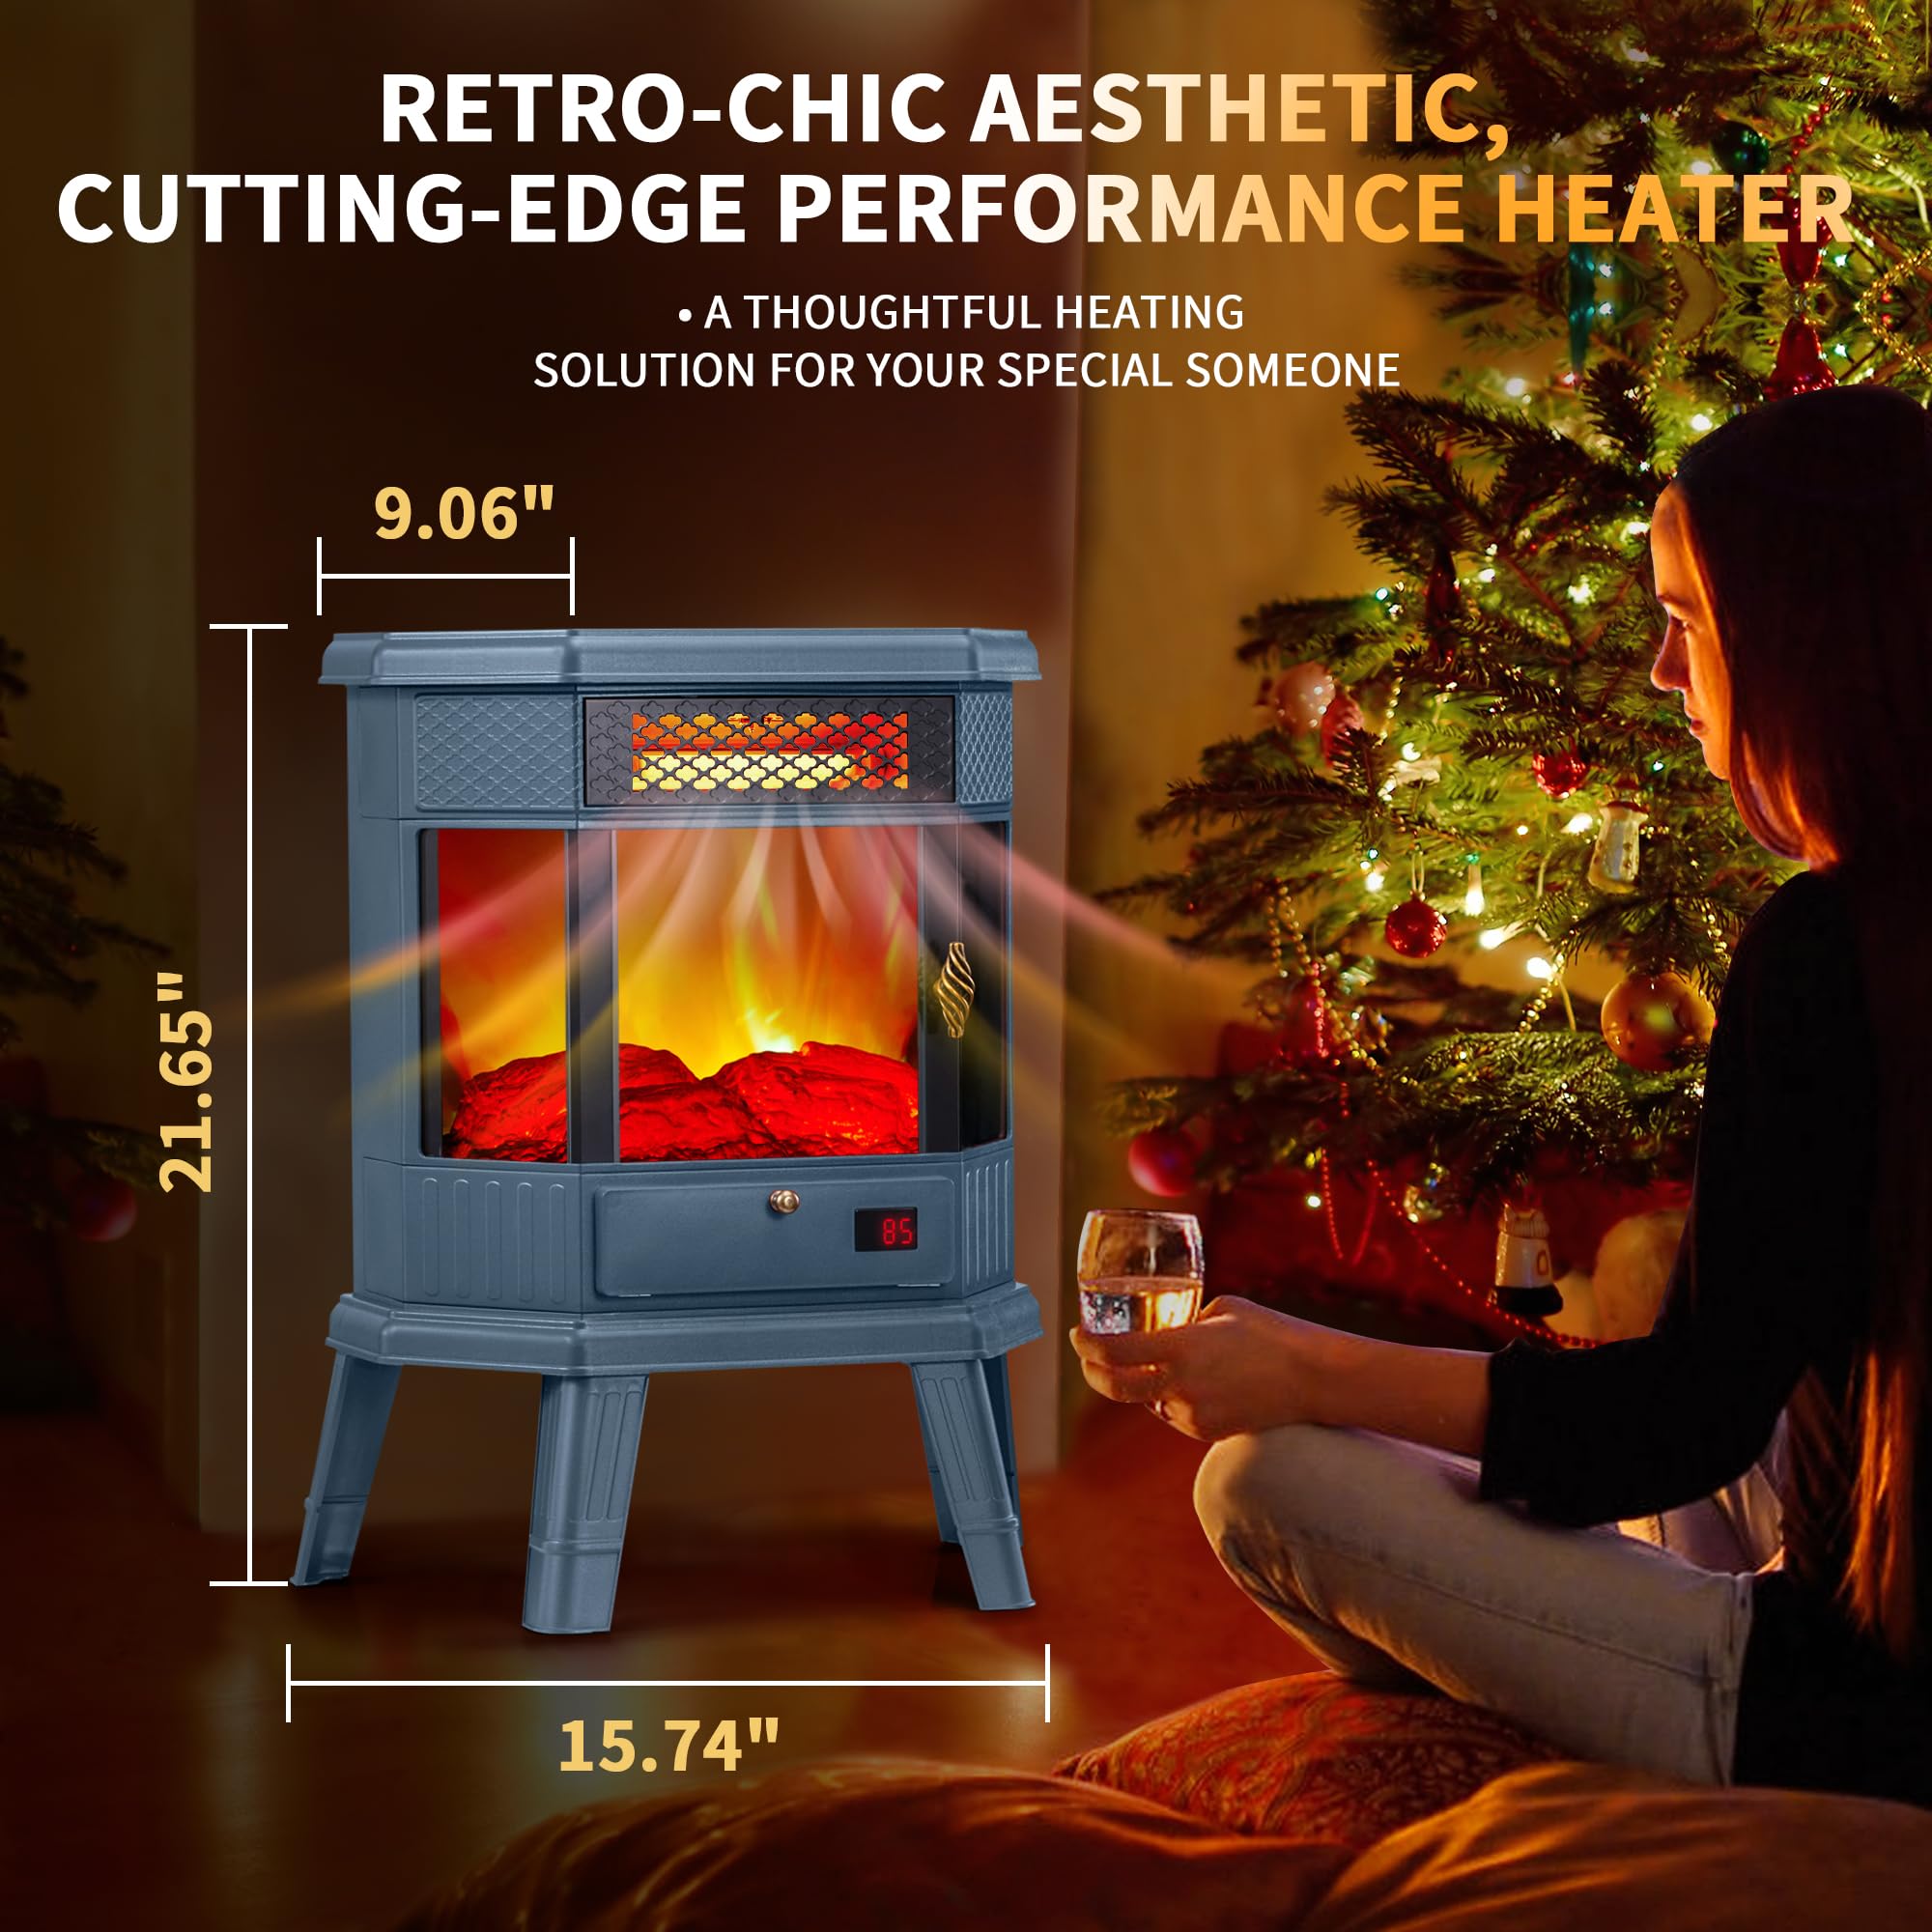 RETRO-CHIC AESTHETIC,
CUTTING-EDGE PERFORMANCE HEATER
• A THOUGHTFUL HEATING
SOLUTION FOR YOUR SPECIAL SOMEONE
9.06"
21.65"
85
15.74"